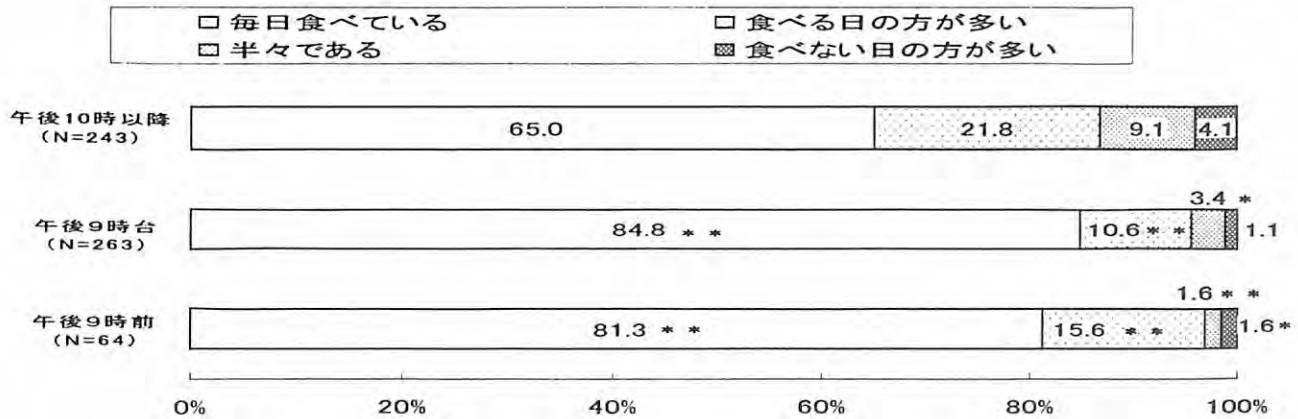 □ 毎日食べている □ 食べる日の方が多い
□ 半々である ▩ 食べない日の方が多い
午後10時以降
(N=243)
65.0 21.8 9.1 4.1
3.4 *
午後9時台
(N=263)
84.8 * * 10.6 * * 1.1
1.6 * *
午後9時前
(N=64)
81.3 * * 15.6 * * 1.6*
0% 20% 40% 60% 80% 100%